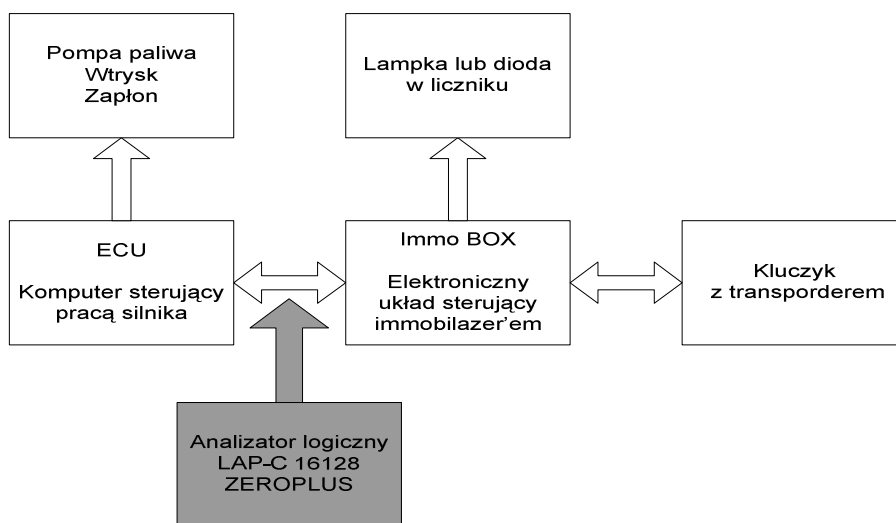 Pompa paliwa
Wtrysk
Zapłon
Lampka lub dioda
w liczniku
ECU
Komputer sterujący
pracą silnika
Immo BOX
Elektroniczny
układ sterujący
immobilazer'em
Kluczyk
z transporderem
Analizator logiczny
LAP-C 16128
ZEROPLUS